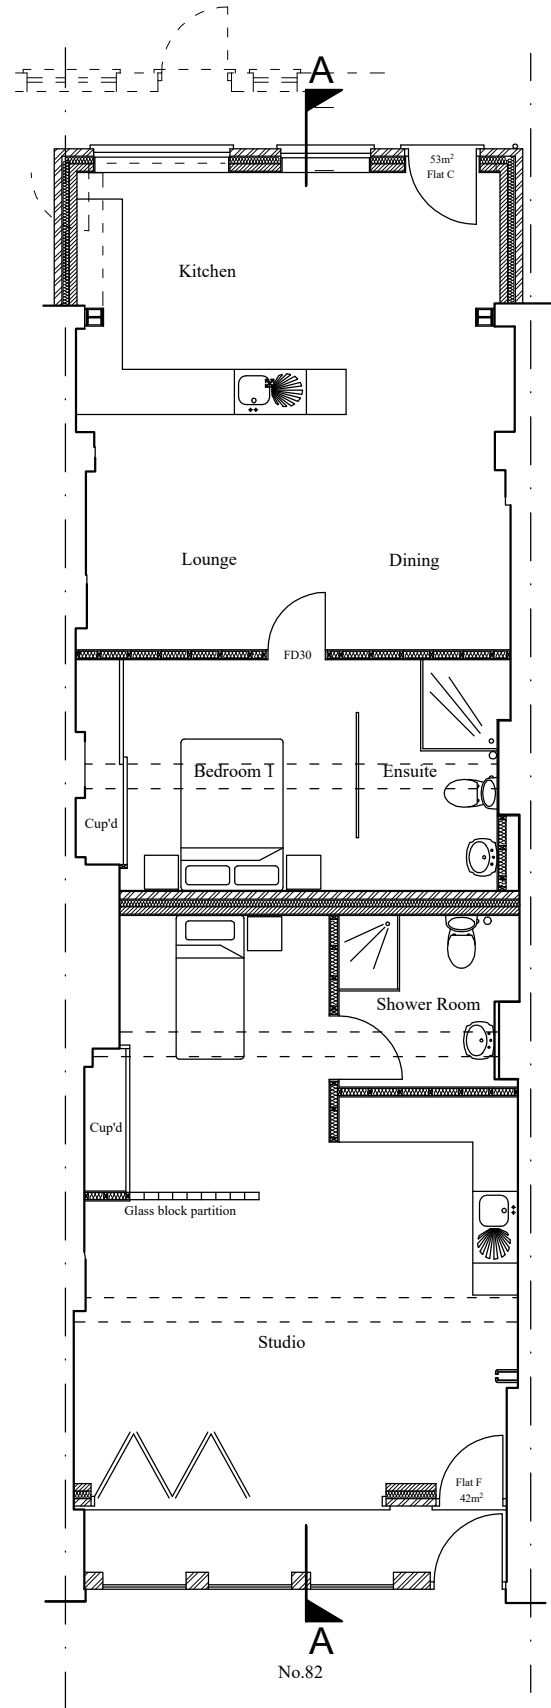 A
53m²
Flat C
Kitchen
Lounge
Dining
FD30
Bedroom 1
Ensuite
Cup'd
Shower Room
Cup'd
Glass block partition
Studio
Flat F
42m²
A
No.82